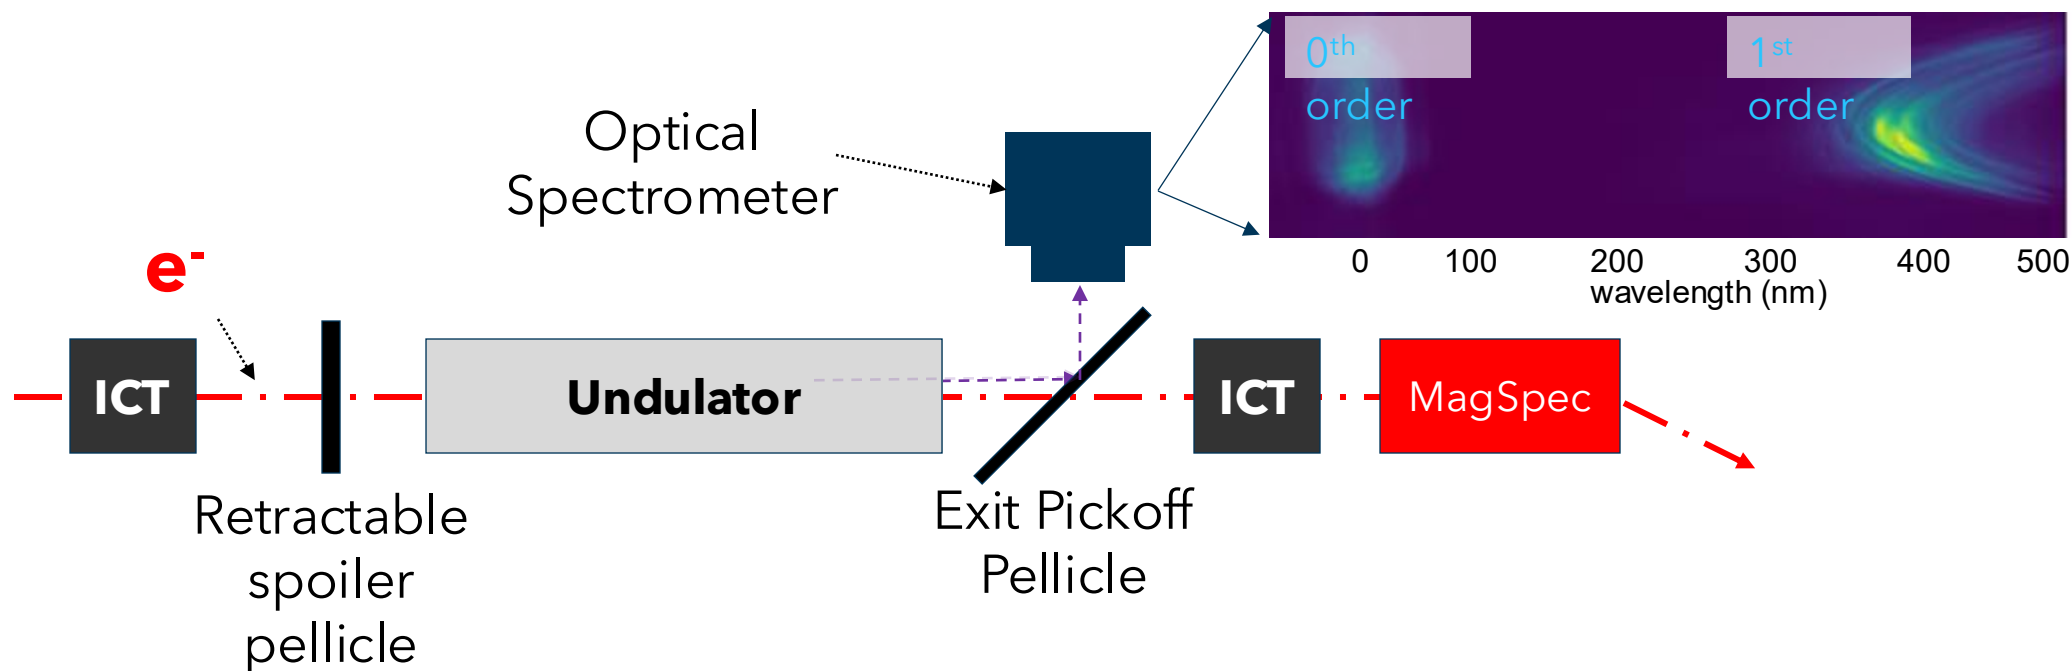 0th
order
1st
order
Optical
Spectrometer
0 100 200 300 400 500
wavelength (nm)
e-
ICT
Undulator
ICT
MagSpec
Retractable
spoiler
pellicle
Exit Pickoff
Pellicle